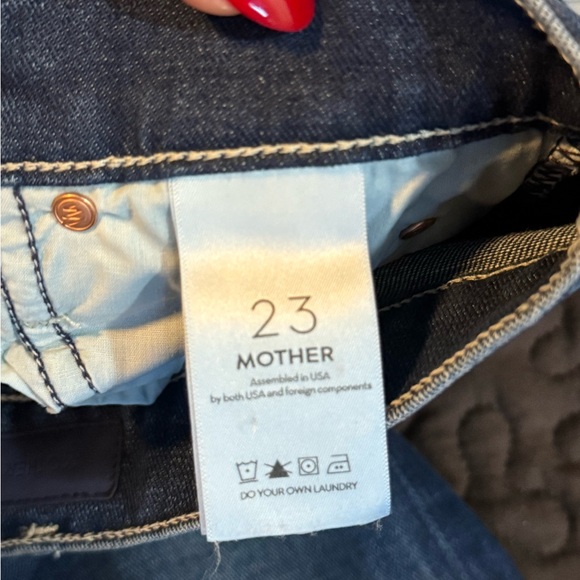 23
MOTHER
Assembled in USA
by both USA and foreign components
DO YOUR OWN LAUNDRY